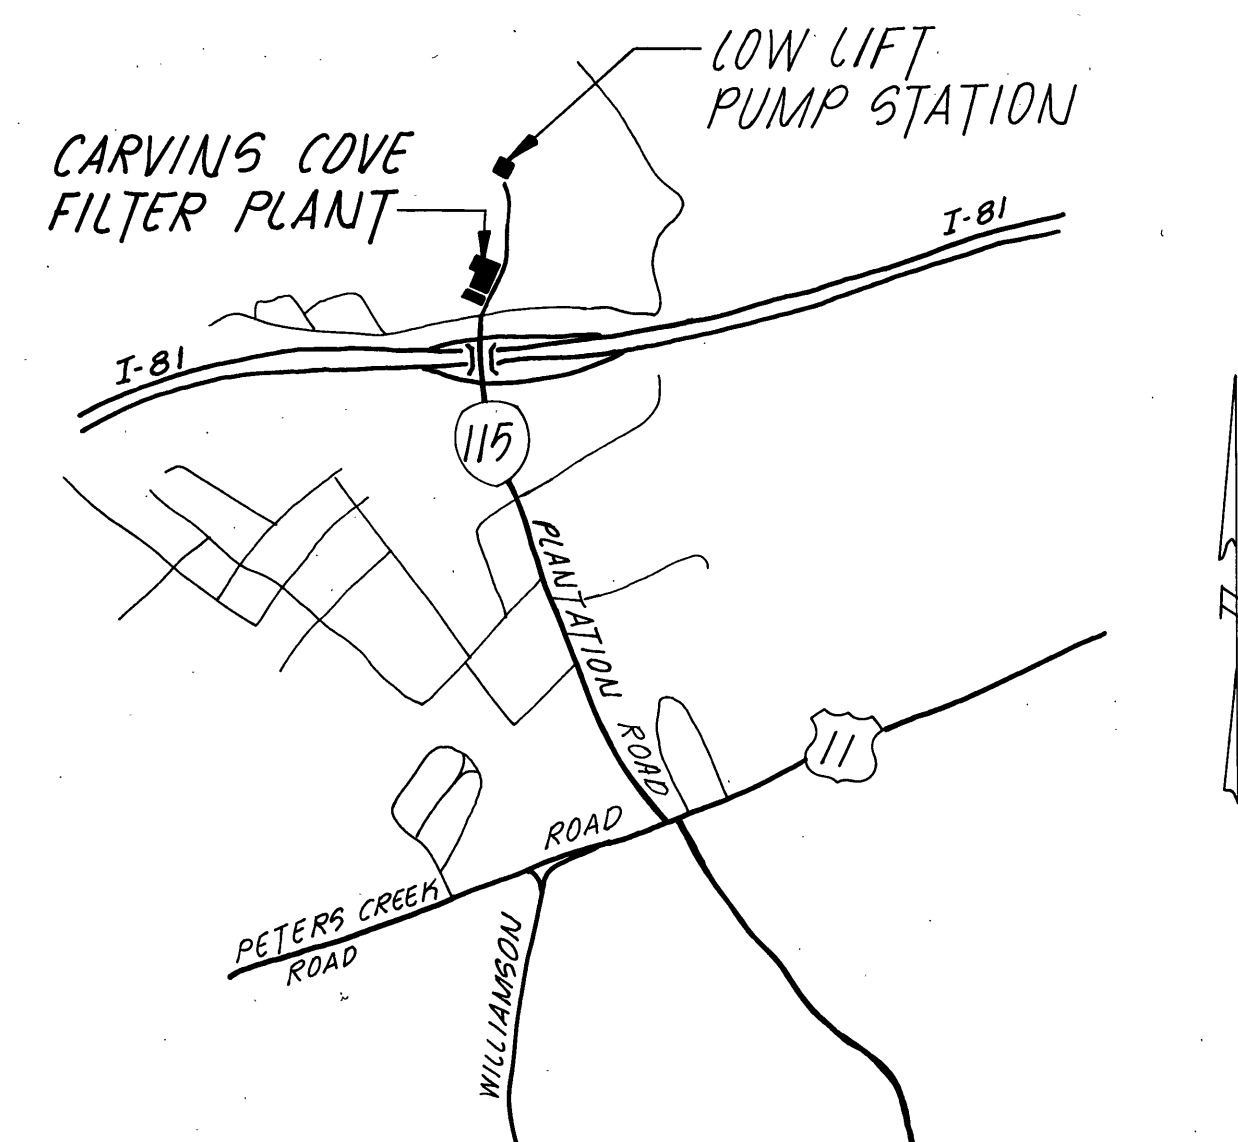 LOW LIFT
PUMP STATION
CARVINS COVE
FILTER PLANT
I-81
I-81
115
PLANTATION ROAD
11
ROAD
PETERS CREEK
ROAD
WILLIAMSON